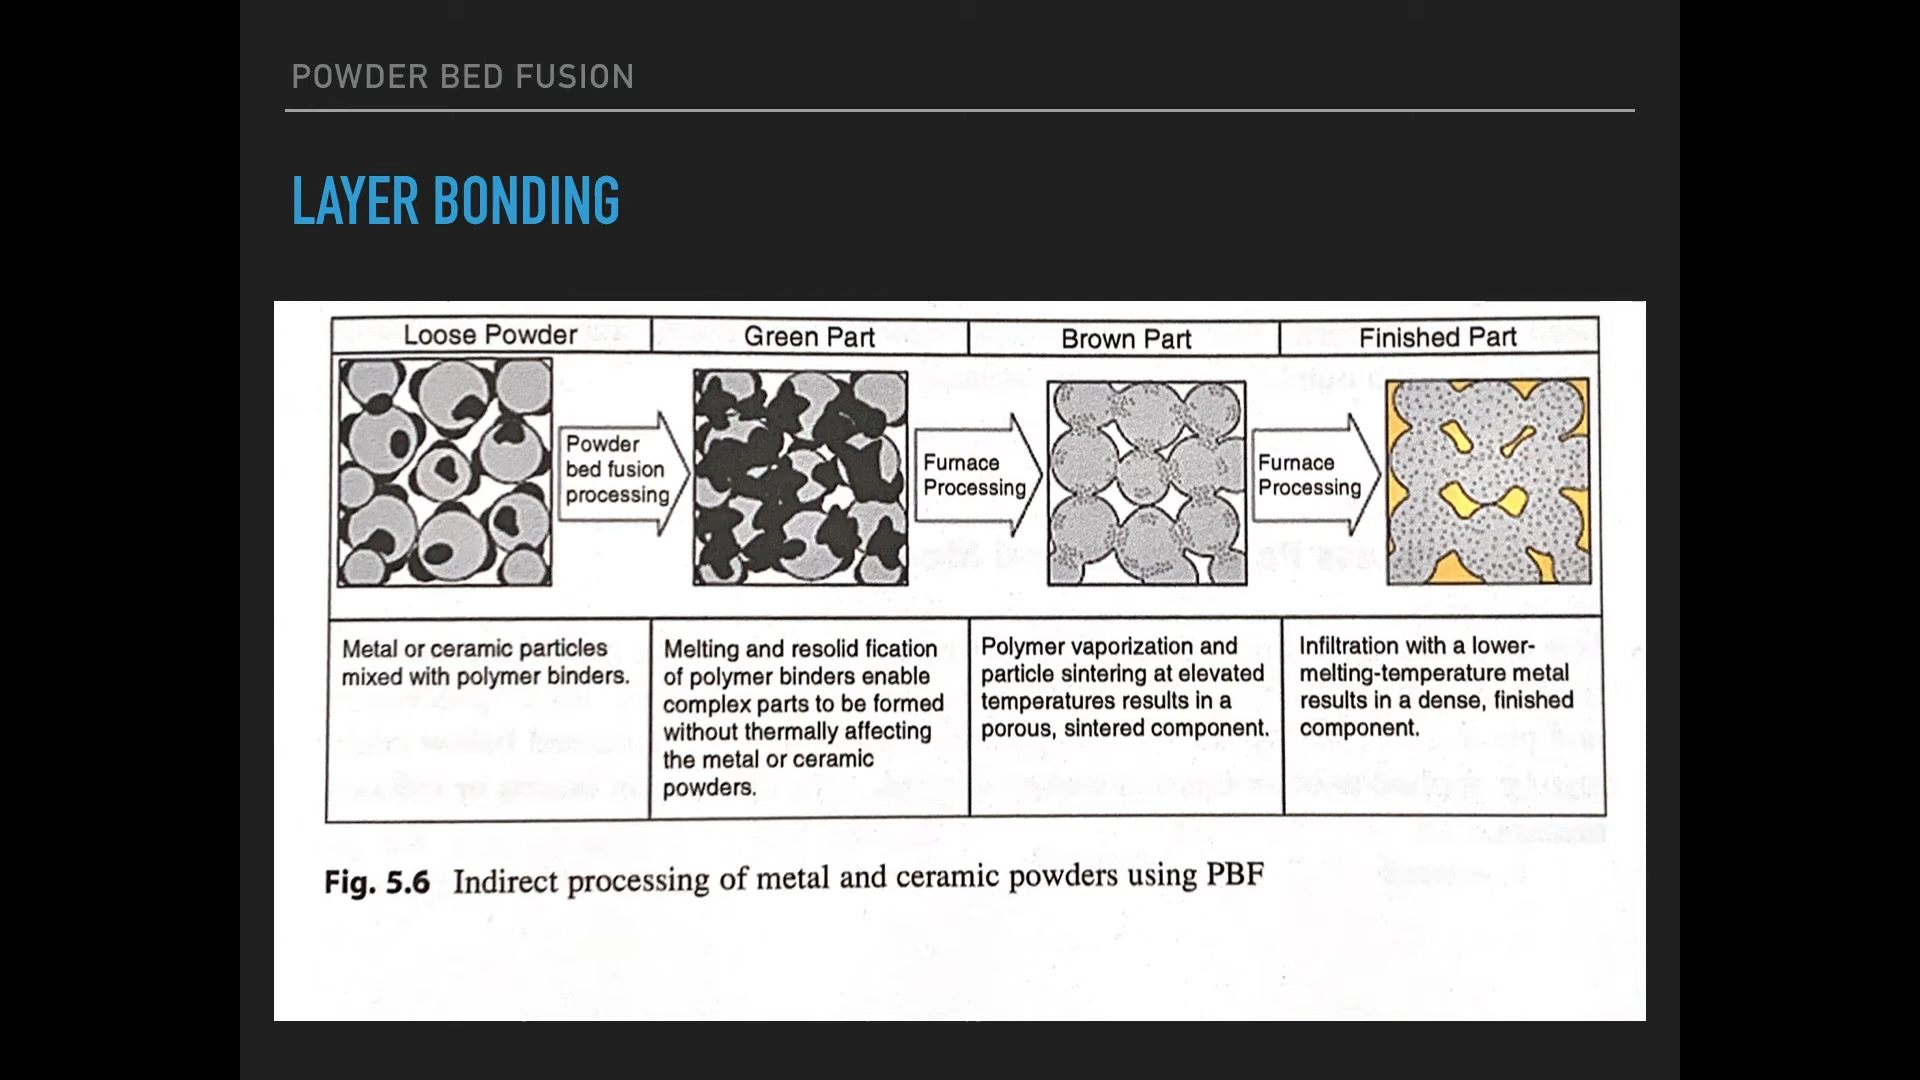 POWDER BED FUSION
LAYER BONDING
Loose Powder
Green Part
Brown Part
Finished Part
Powder
bed fusion
processing
Furnace
Processing
Furnace
Processing
Metal or ceramic particles
mixed with polymer binders.
Melting and resolid fication
of polymer binders enable
complex parts to be formed
without thermally affecting
the metal or ceramic
powders.
Polymer vaporization and
particle sintering at elevated
temperatures results in a
porous, sintered component.
Infiltration with a lower-
melting-temperature metal
results in a dense, finished
component.
Fig. 5.6 Indirect processing of metal and ceramic powders using PBF